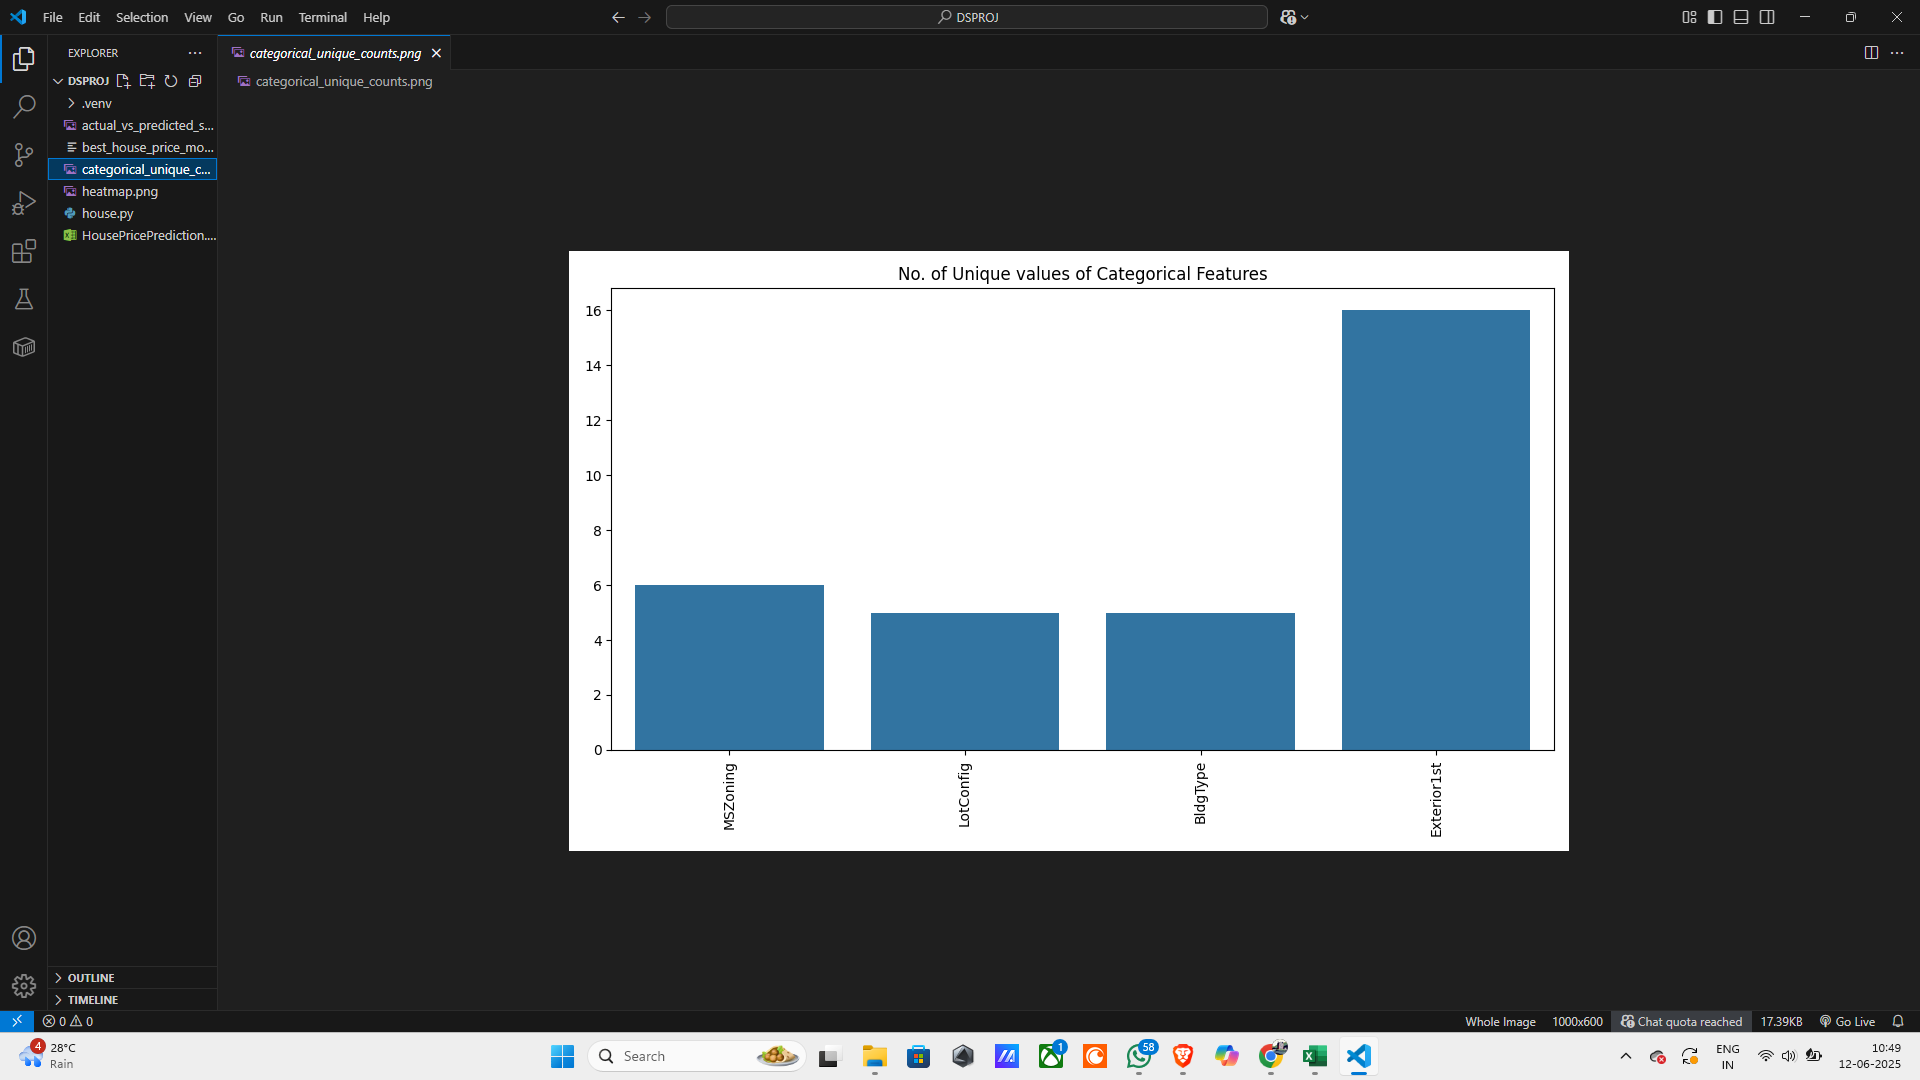 File Edit Selection View Go Run Terminal Help
DSPROJ
EXPLORER
categorical_unique_counts.png
DSPROJ
categorical_unique_counts.png
.venv
actual_vs_predicted_s...
best_house_price_mo...
categorical_unique_c...
heatmap.png
house.py
HousePricePrediction....
No. of Unique values of Categorical Features
16
14
12
10
8
6
4
2
0
MSZoning
LotConfig
BldgType
Exterior1st
OUTLINE
TIMELINE
0 0
Whole Image 1000x600 Chat quota reached 17.39KB Go Live
4
28°C
Rain
Search
1
58
ENG
IN
10:49
12-06-2025